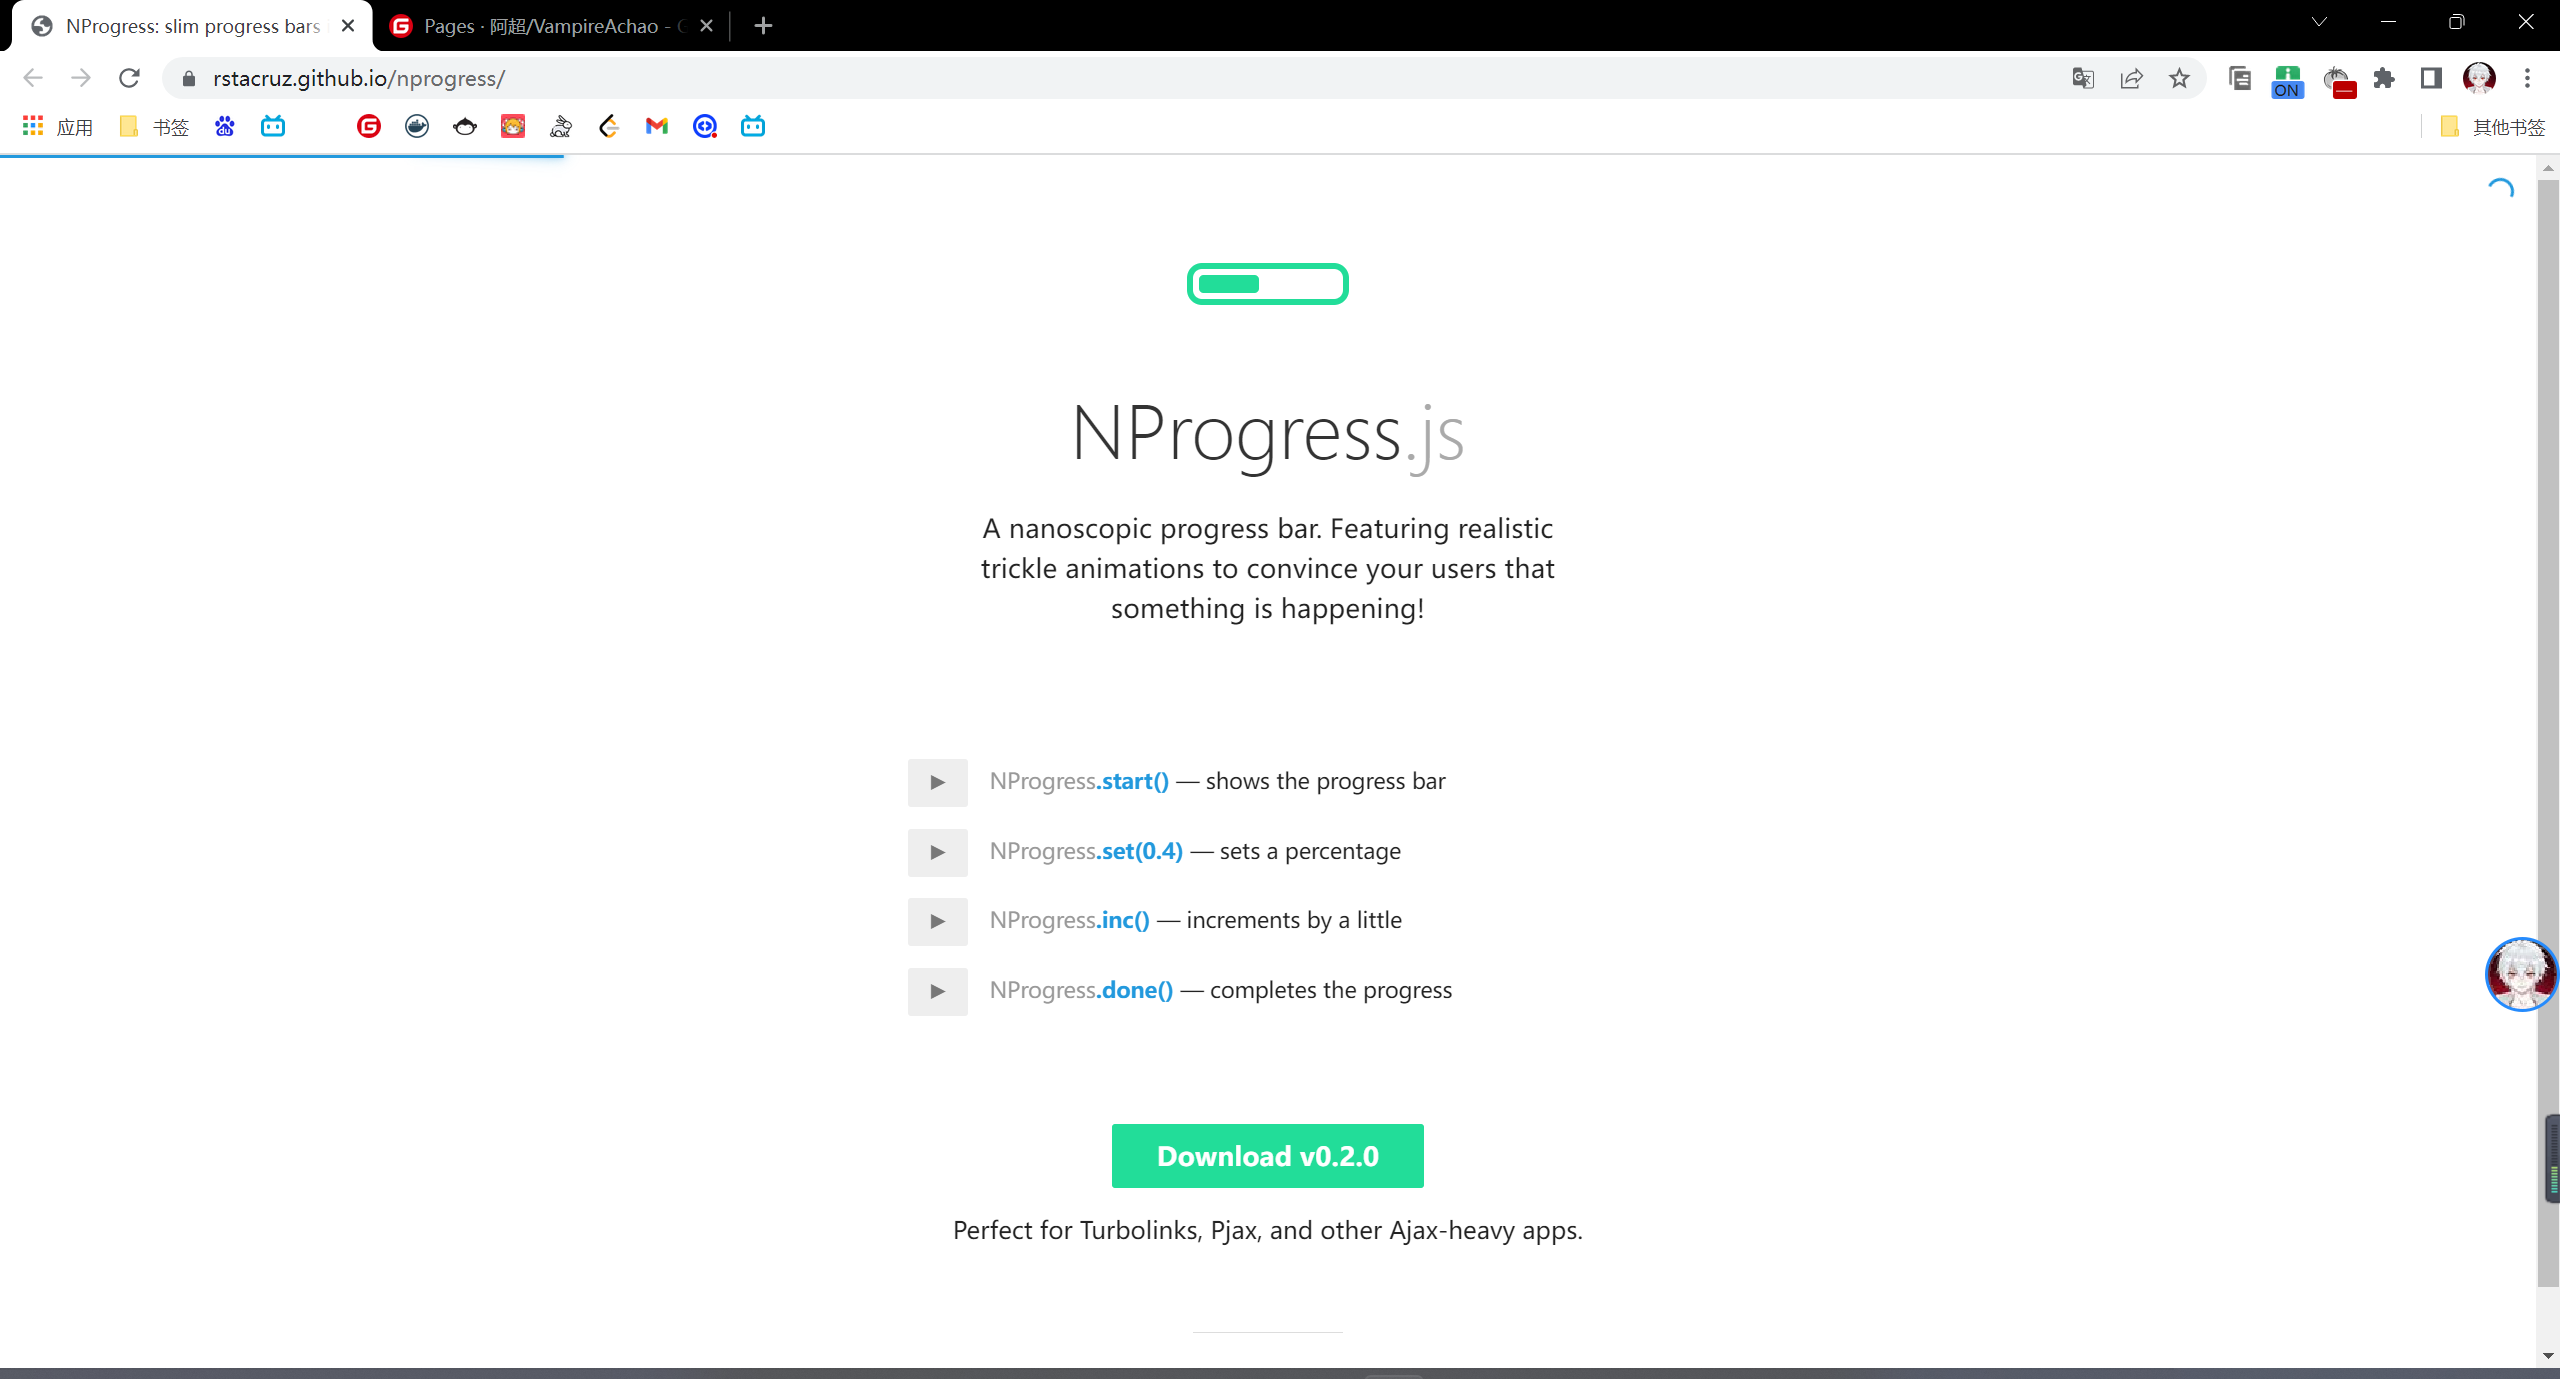 NProgress: slim progress bars
Pages · 阿超/VampireAchao -
rstacruz.github.io/nprogress/
ON
应用
书签
du
其他书签
NProgress.js
A nanoscopic progress bar. Featuring realistic
trickle animations to convince your users that
something is happening!
NProgress.start() — shows the progress bar
NProgress.set(0.4) — sets a percentage
NProgress.inc() — increments by a little
NProgress.done() — completes the progress
Download v0.2.0
Perfect for Turbolinks, Pjax, and other Ajax-heavy apps.